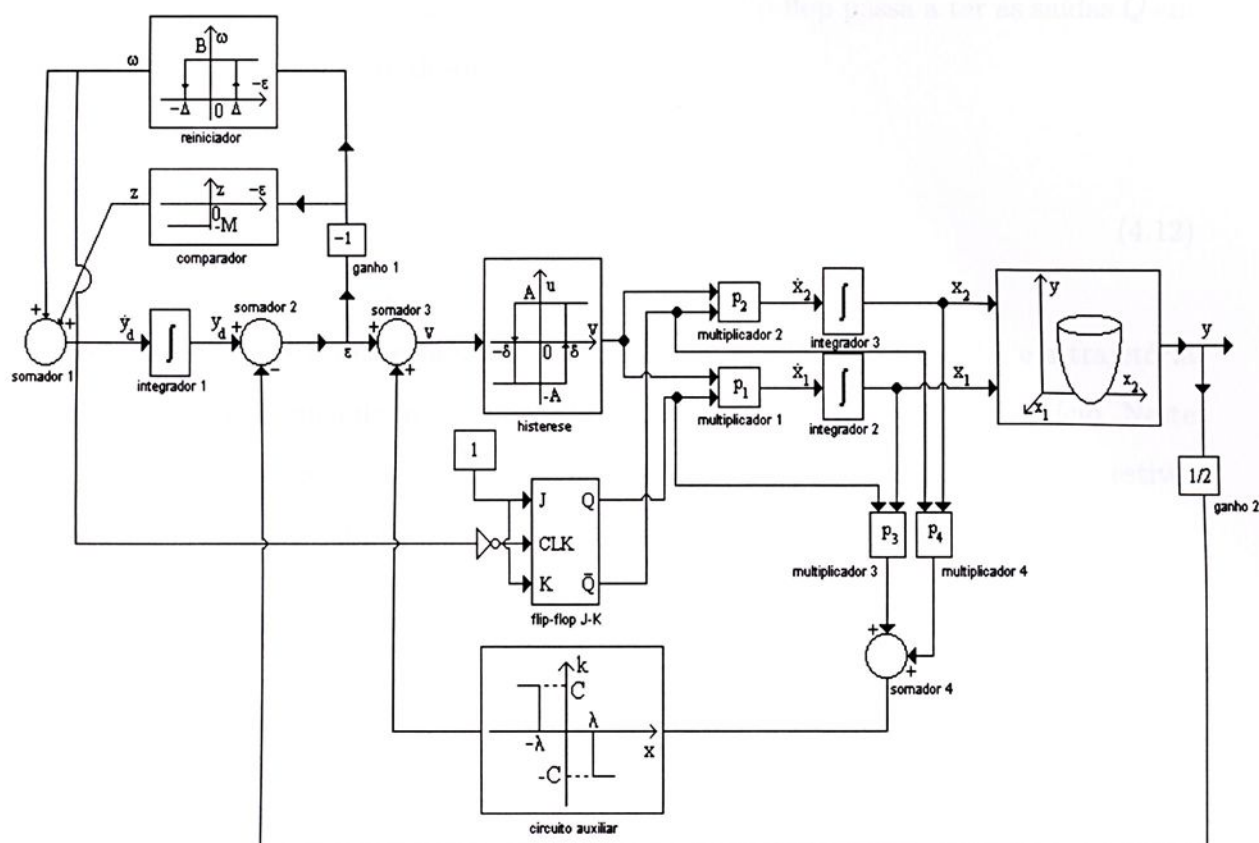 ω
B
ω
-ε
-Δ
0
Δ
reiniciador
z
z
-ε
0
-M
comparador
-1
ganho 1
(4.12)
+
+
somador 1
ẏd
∫
integrador 1
yd
somador 2
+
-
ε
somador 3
+
+
v
A
u
v
-δ
0
δ
-A
histerese
p2
multiplicador 2
ẋ2
∫
integrador 3
x2
p1
multiplicador 1
ẋ1
∫
integrador 2
x1
y
x2
x1
y
1/2
ganho 2
1
J
Q
CLK
K
Q̄
flip-flop J-K
p3
multiplicador 3
p4
multiplicador 4
+
+
somador 4
k
C
λ
-λ
x
-C
circuito auxiliar